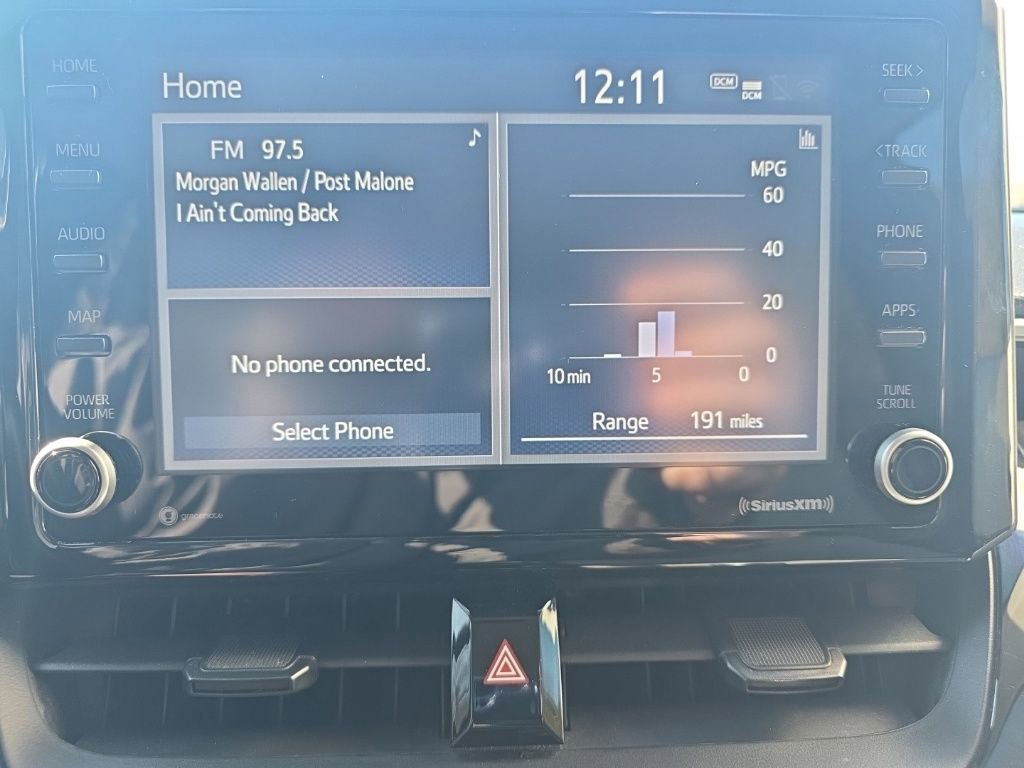 HOME
MENU
AUDIO
MAP
POWER
VOLUME
Home
12:11
DCM
DCM
FM 97.5
Morgan Wallen / Post Malone
I Ain't Coming Back
No phone connected.
Select Phone
MPG
60
40
20
0
10 min 5 0
Range 191 miles
SEEK >
< TRACK
PHONE
APPS
TUNE
SCROLL
gracenote
((SiriusXM))